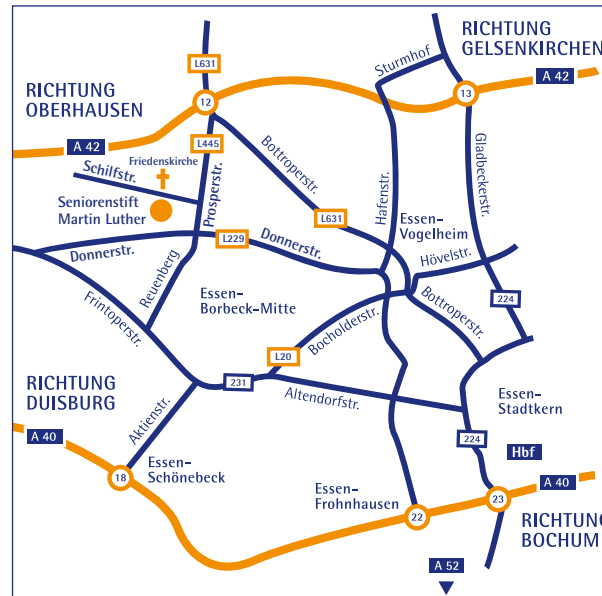 RICHTUNG
GELSENKIRCHEN
L631
Sturmhof
A 42
RICHTUNG
OBERHAUSEN
12
13
A 42
L445
Friedenskirche
Schilfstr.
Prosperstr.
Bottroperstr.
Hafenstr.
Gladbeckerstr.
Seniorenstift
Martin Luther
L631
Essen-
Vogelheim
L229
Donnerstr.
Donnerstr.
Hövelstr.
Reuenberg
Frintoperstr.
Essen-
Borbeck-Mitte
Bocholderstr.
Bottroperstr.
224
L20
RICHTUNG
DUISBURG
231
Altendorfstr.
Essen-
Stadtkern
Aktienstr.
A 40
224
Hbf
18
Essen-
Schönebeck
Essen-
Frohnhausen
A 40
23
22
RICHTUNG
BOCHUM
A 52